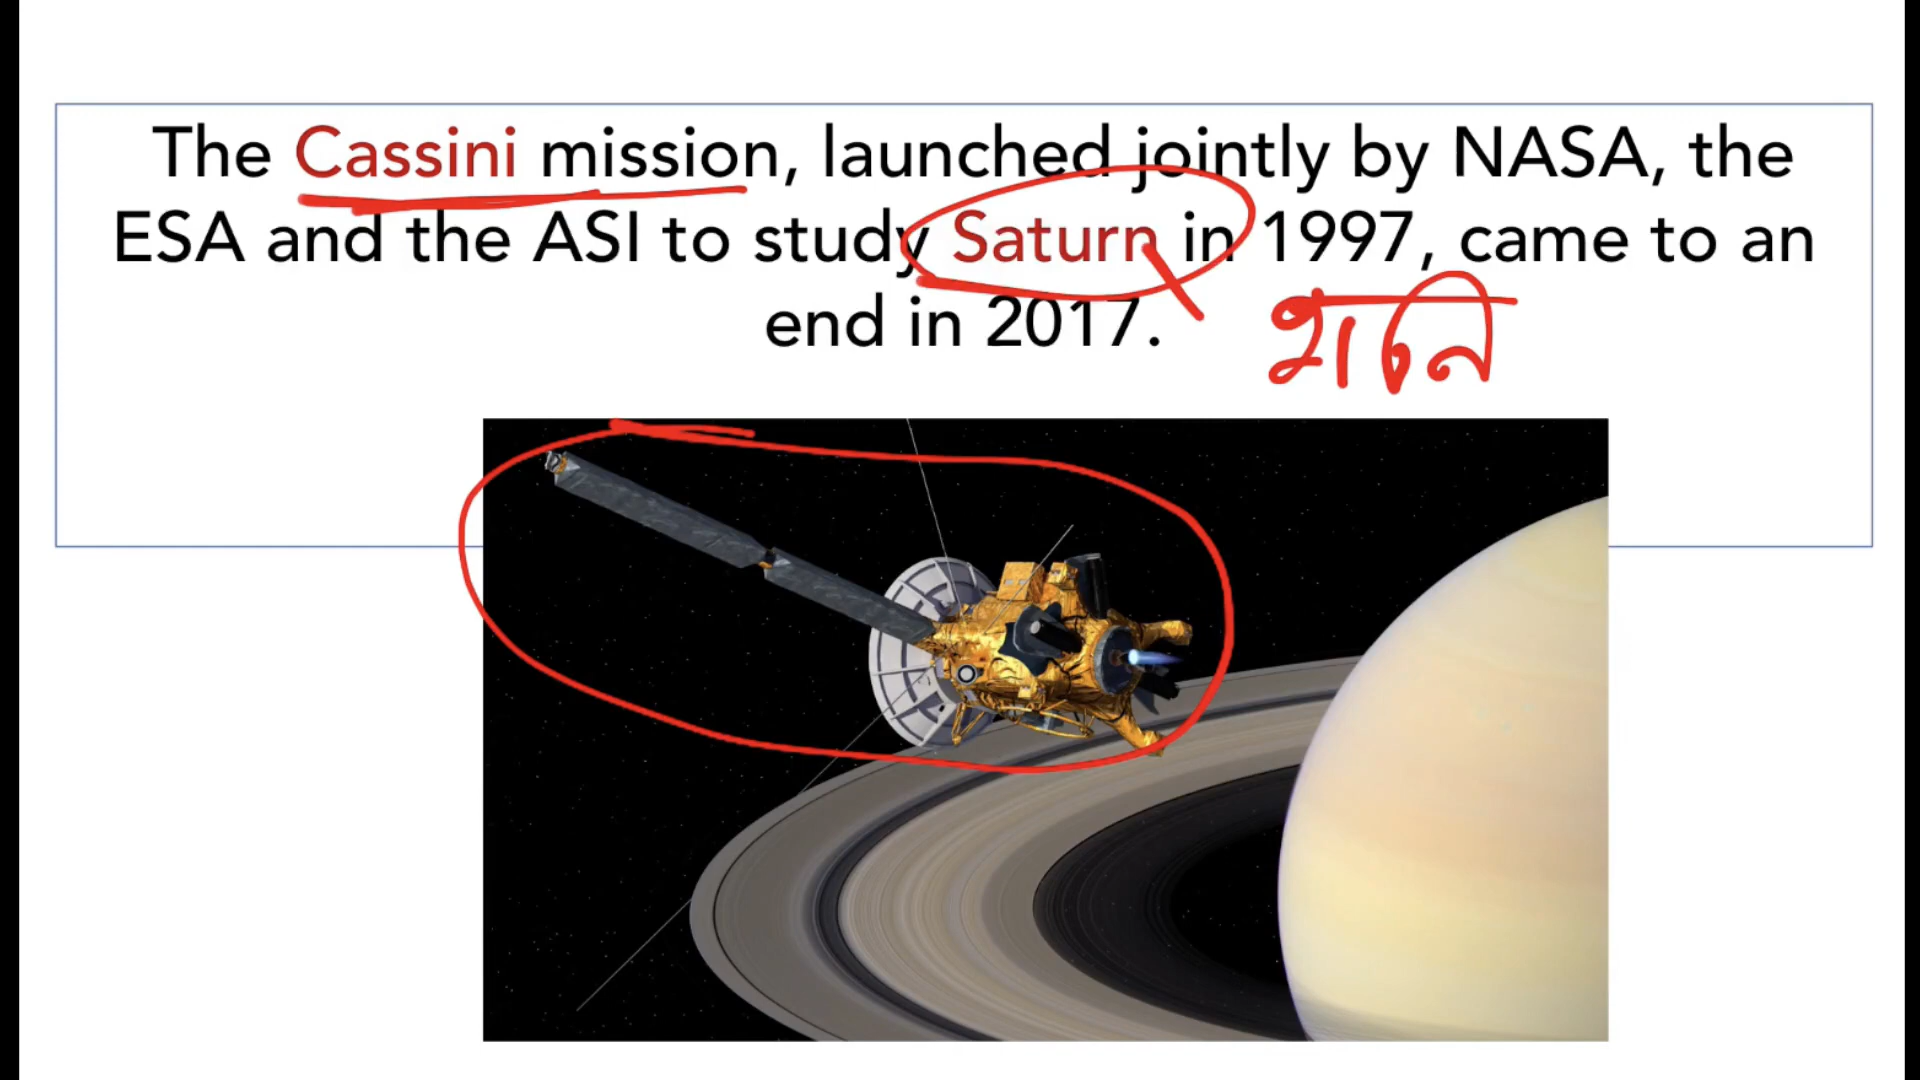 The Cassini mission, launched jointly by NASA, the
ESA and the ASI to study Saturn in 1997, came to an
end in 2017.
শনি